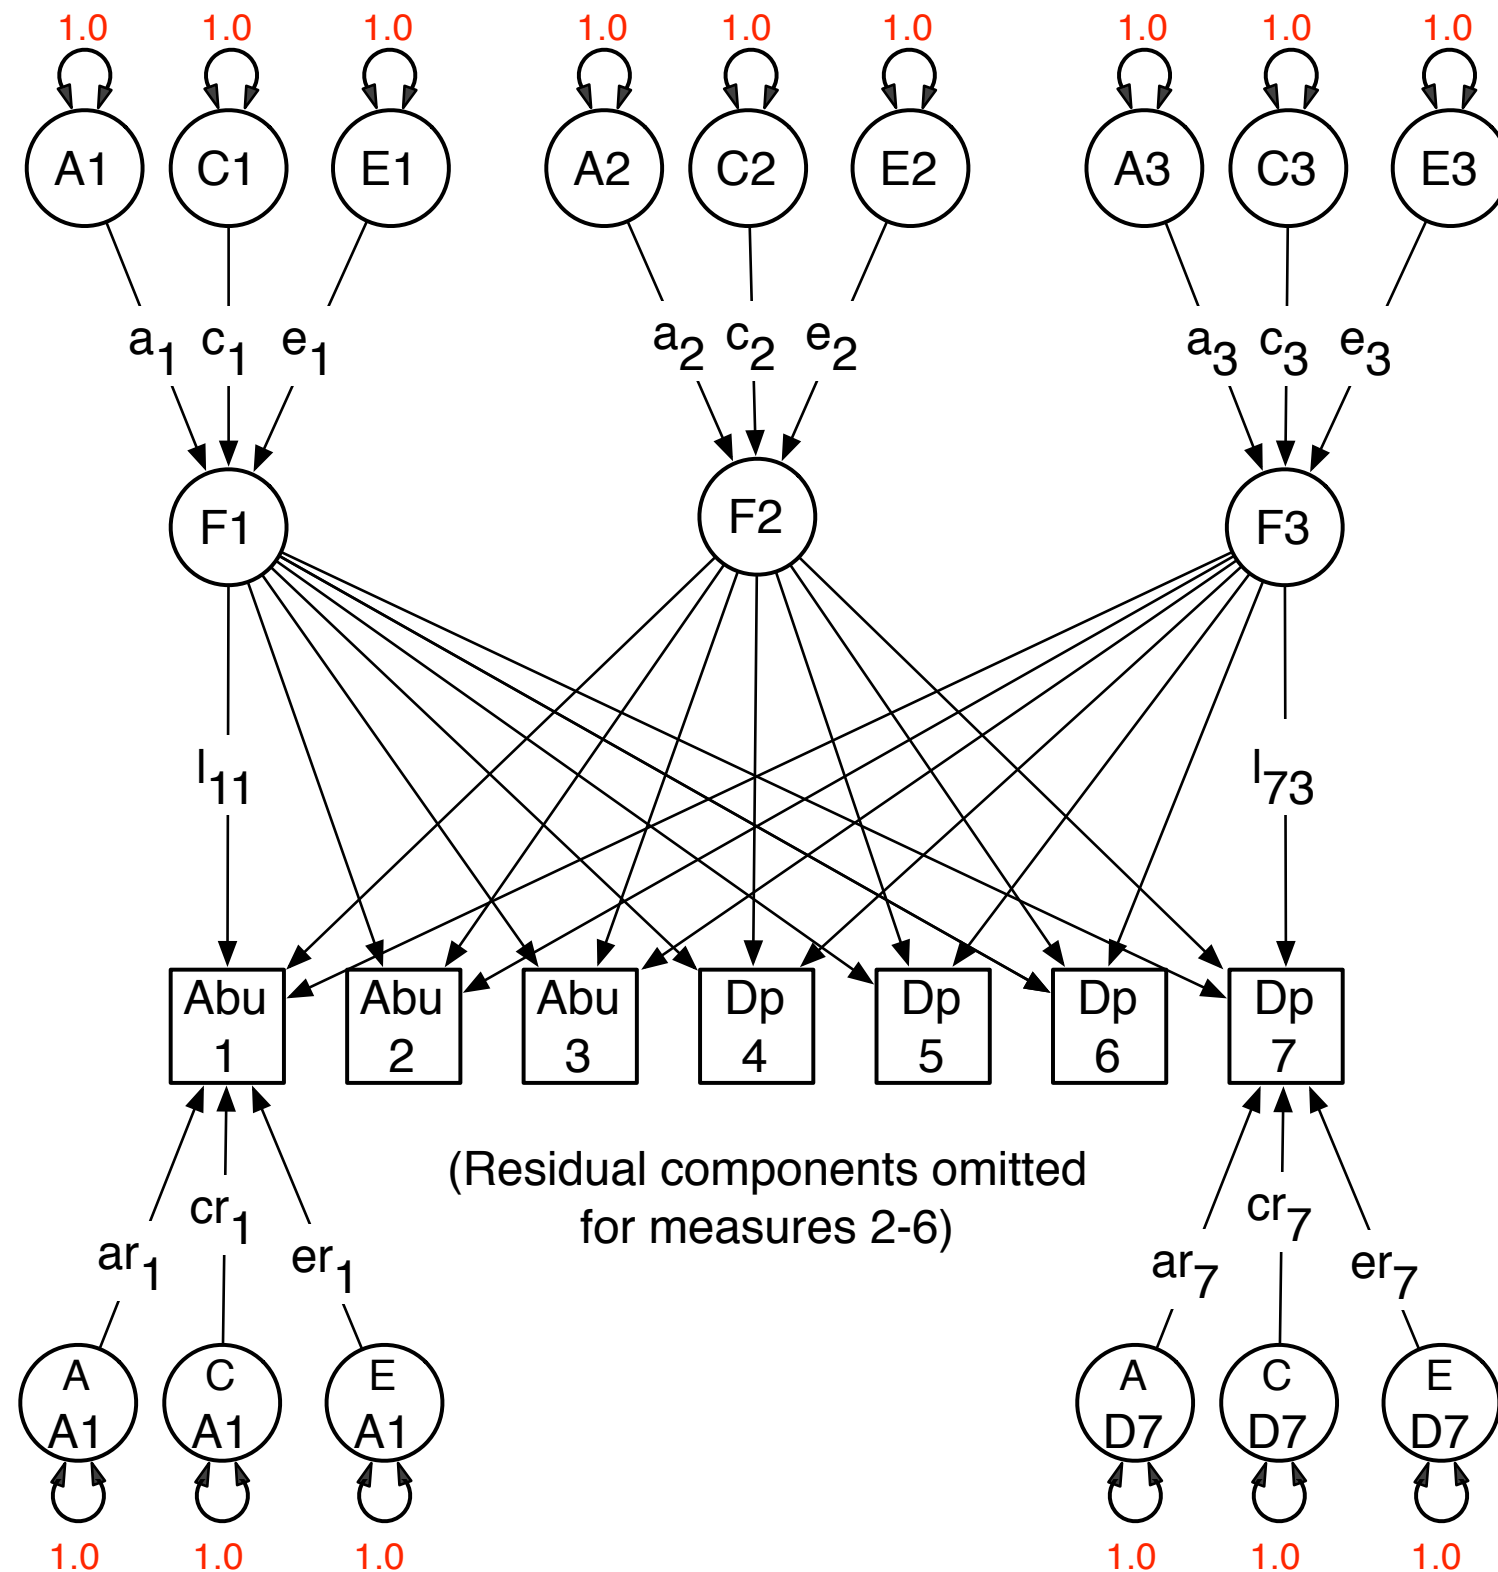 1.0 1.0 1.0 1.0 1.0 1.0 1.0 1.0 1.0
A1 C1 E1 A2 C2 E2 A3 C3 E3
a1 c1 e1 a2 c2 e2 a3 c3 e3
F1 F2 F3
l11 l73
Abu Abu Abu Dp Dp Dp Dp
1 2 3 4 5 6 7
(Residual components omitted
for measures 2-6)
ar1 cr1 er1 ar7 cr7 er7
A C E A C E
A1 A1 A1 D7 D7 D7
1.0 1.0 1.0 1.0 1.0 1.0